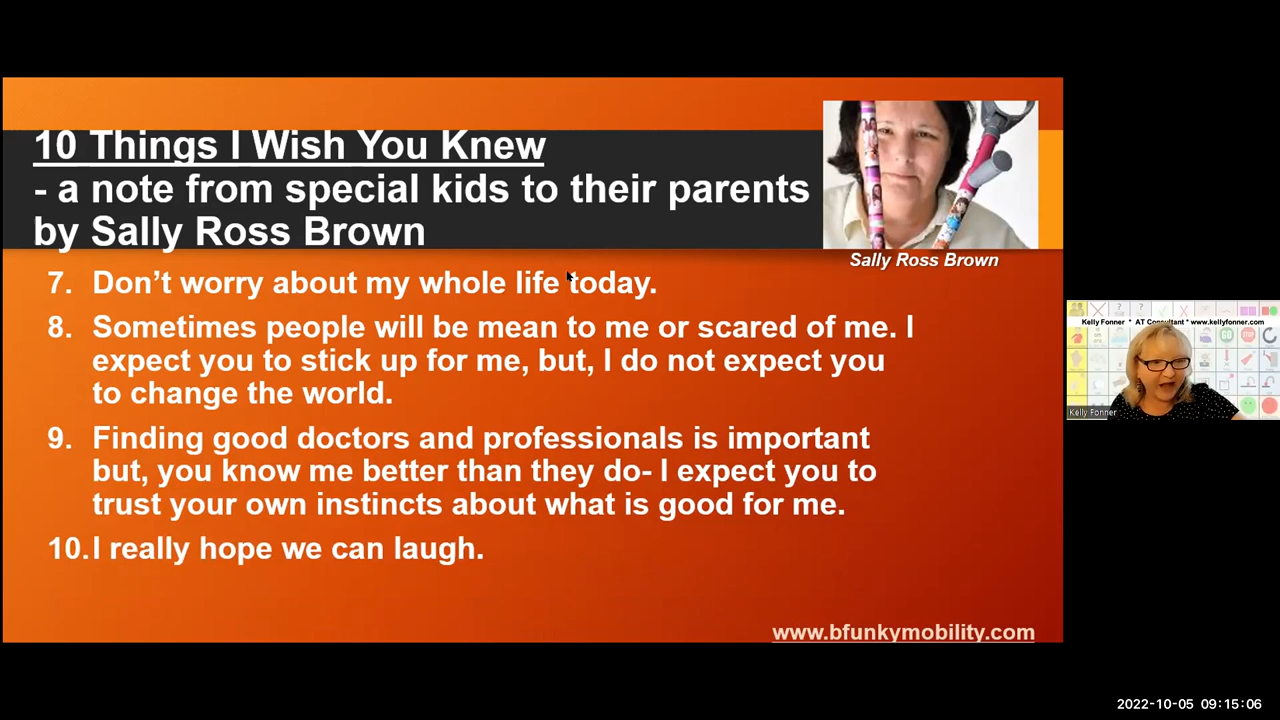 10 Things I Wish You Knew
- a note from special kids to their parents
by Sally Ross Brown
Sally Ross Brown
7. Don’t worry about my whole life today.
8. Sometimes people will be mean to me or scared of me. I
expect you to stick up for me, but, I do not expect you
to change the world.
9. Finding good doctors and professionals is important
but, you know me better than they do- I expect you to
trust your own instincts about what is good for me.
10. I really hope we can laugh.
www.bfunkymobility.com
Kelly Fonner * AT Consultant * www.kellyfonner.com
Kelly Fonner
2022-10-05 09:15:06